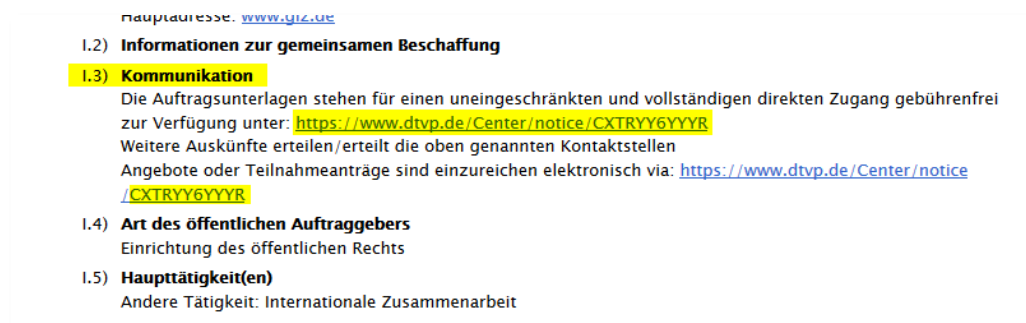 Hauptadresse: www.giz.de
I.2) Informationen zur gemeinsamen Beschaffung
I.3) Kommunikation
Die Auftragsunterlagen stehen für einen uneingeschränkten und vollständigen direkten Zugang gebührenfrei
zur Verfügung unter: https://www.dtvp.de/Center/notice/CXTRYY6YYYR
Weitere Auskünfte erteilen/erteilt die oben genannten Kontaktstellen
Angebote oder Teilnahmeanträge sind einzureichen elektronisch via: https://www.dtvp.de/Center/notice
/CXTRYY6YYYR
I.4) Art des öffentlichen Auftraggebers
Einrichtung des öffentlichen Rechts
I.5) Haupttätigkeit(en)
Andere Tätigkeit: Internationale Zusammenarbeit